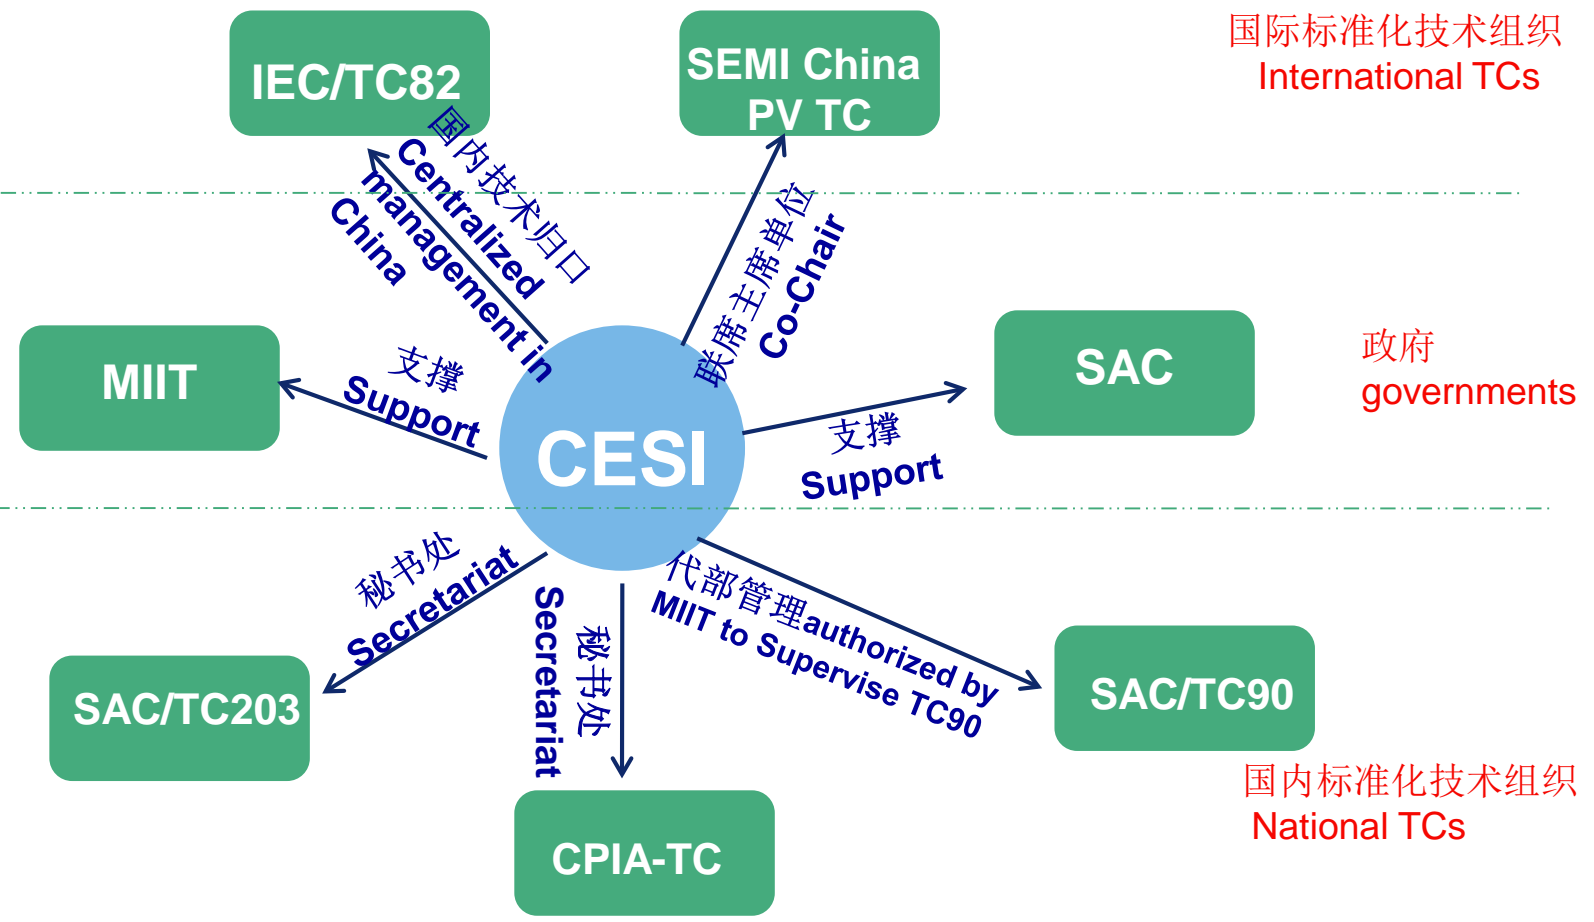 IEC/TC82
SEMI China
PV TC
国际标准化技术组织
International TCs
国内技术归口
Centralized
management in
China
联席主席单位
Co-Chair
MIIT
支撑
Support
CESI
SAC
支撑
Support
政府
governments
秘书处
Secretariat
秘书处
Secretariat
代部管理authorized by
MIIT to Supervise TC90
SAC/TC203
CPIA-TC
SAC/TC90
国内标准化技术组织
National TCs